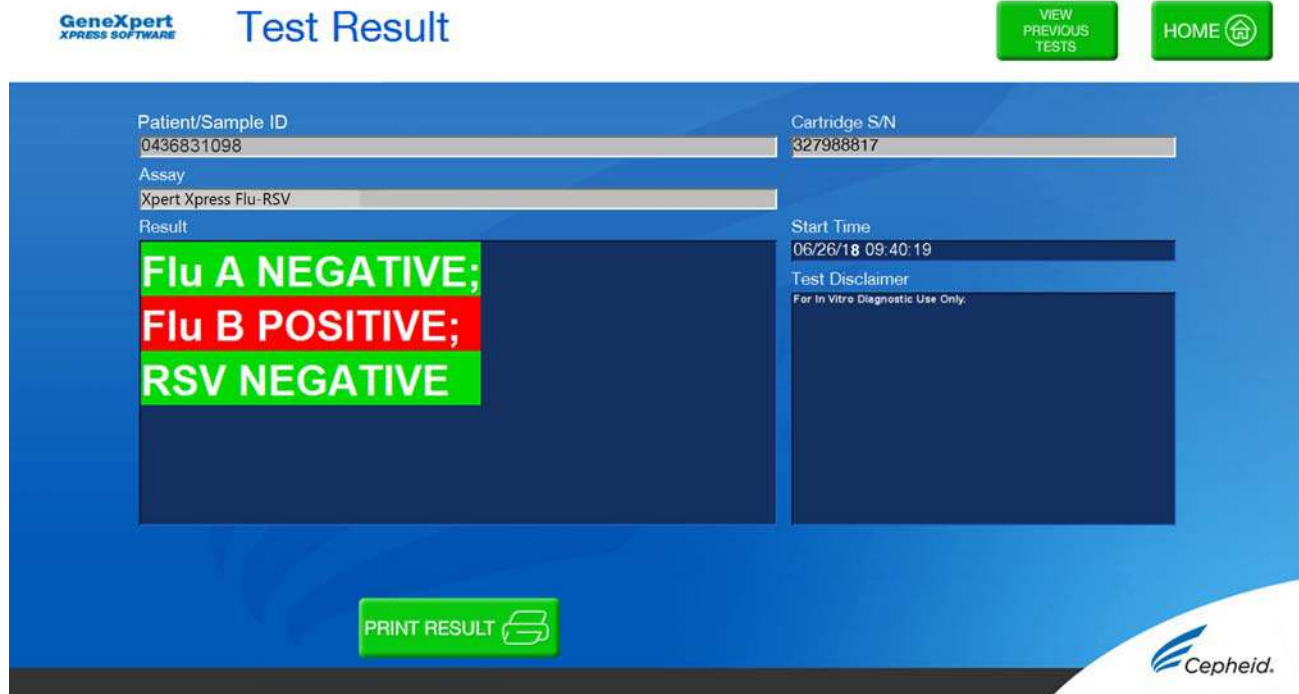 GeneXpert
XPRESS SOFTWARE
Test Result
VIEW
PREVIOUS
TESTS
HOME
Patient/Sample ID
0436831098
Cartridge S/N
327988817
Assay
Xpert Xpress Flu-RSV
Result
Flu A NEGATIVE;
Flu B POSITIVE;
RSV NEGATIVE
Start Time
06/26/18 09:40:19
Test Disclaimer
For In Vitro Diagnostic Use Only.
PRINT RESULT
Cepheid.